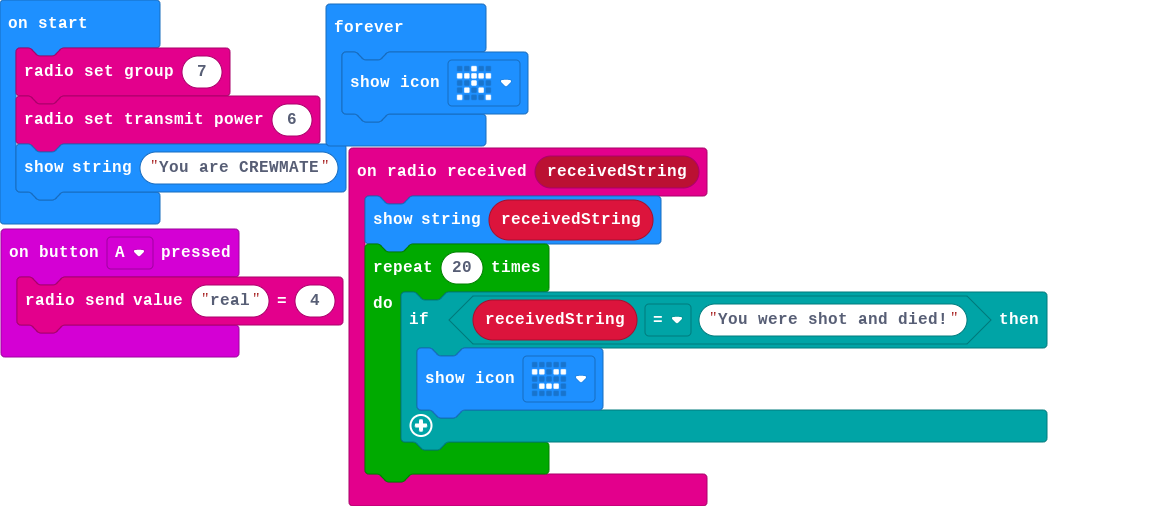 on start
radio set group 7
radio set transmit power 6
show string "You are CREWMATE"
forever
show icon
on button A pressed
radio send value "real" = 4
on radio received receivedString
show string receivedString
repeat 20 times
do
if receivedString = "You were shot and died!" then
show icon